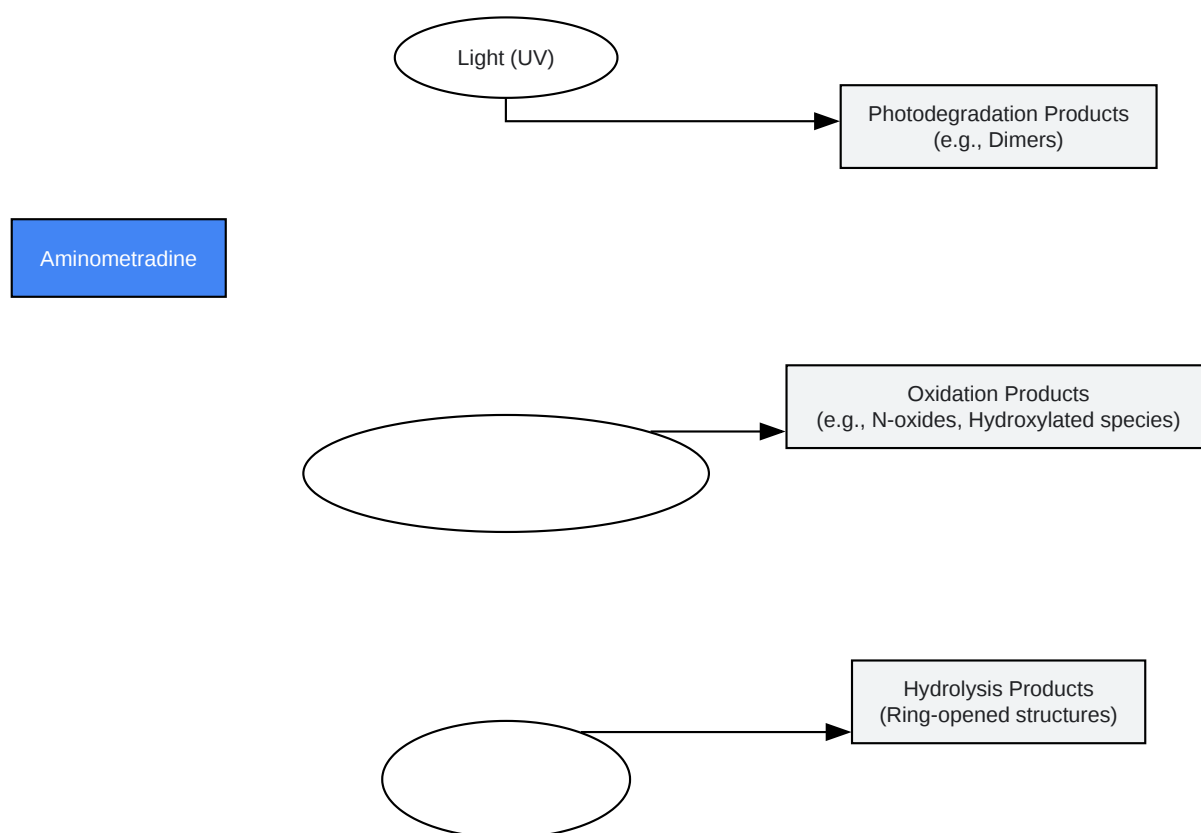 Light (UV)
Photodegradation Products
(e.g., Dimers)
Aminometradine
Oxidation Products
(e.g., N-oxides, Hydroxylated species)
Hydrolysis Products
(Ring-opened structures)